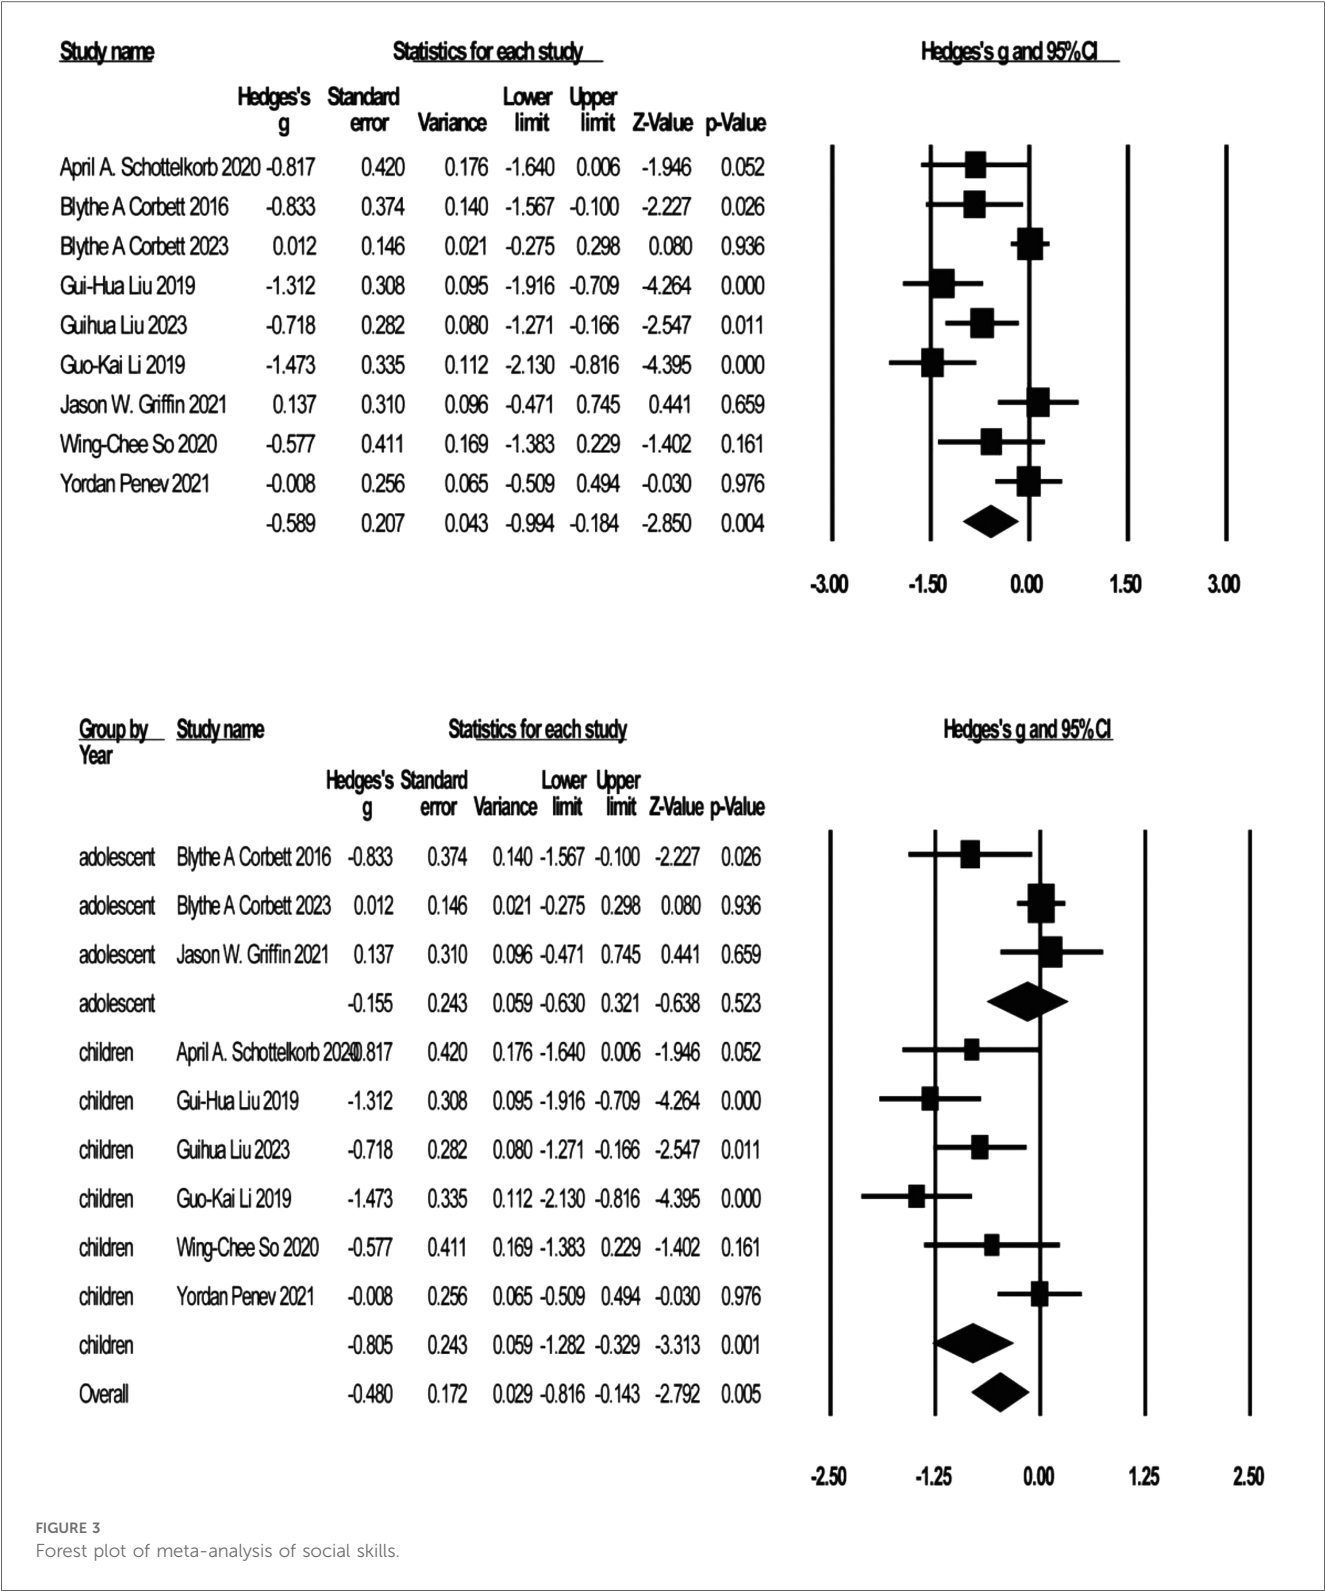 Study name Statistics for each study Hedges's g and 95% CI
Hedges's Standard Lower Upper
g error Variance limit limit Z-Value p-Value
April A. Schottelkorb 2020 -0.817 0.420 0.176 -1.640 0.006 -1.946 0.052
Blythe A Corbett 2016 -0.833 0.374 0.140 -1.567 -0.100 -2.227 0.026
Blythe A Corbett 2023 0.012 0.146 0.021 -0.275 0.298 0.080 0.936
Gui-Hua Liu 2019 -1.312 0.308 0.095 -1.916 -0.709 -4.264 0.000
Guihua Liu 2023 -0.718 0.282 0.080 -1.271 -0.166 -2.547 0.011
Guo-Kai Li 2019 -1.473 0.335 0.112 -2.130 -0.816 -4.395 0.000
Jason W. Griffin 2021 0.137 0.310 0.096 -0.471 0.745 0.441 0.659
Wing-Chee So 2020 -0.577 0.411 0.169 -1.383 0.229 -1.402 0.161
Yordan Penev 2021 -0.008 0.256 0.065 -0.509 0.494 -0.030 0.976
-0.589 0.207 0.043 -0.994 -0.184 -2.850 0.004
-3.00 -1.50 0.00 1.50 3.00
Group by Study name Statistics for each study Hedges's g and 95% CI
Year
Hedges's Standard Lower Upper
g error Variance limit limit Z-Value p-Value
adolescent Blythe A Corbett 2016 -0.833 0.374 0.140 -1.567 -0.100 -2.227 0.026
adolescent Blythe A Corbett 2023 0.012 0.146 0.021 -0.275 0.298 0.080 0.936
adolescent Jason W. Griffin 2021 0.137 0.310 0.096 -0.471 0.745 0.441 0.659
adolescent -0.155 0.243 0.059 -0.630 0.321 -0.638 0.523
children April A. Schottelkorb 2020 -0.817 0.420 0.176 -1.640 0.006 -1.946 0.052
children Gui-Hua Liu 2019 -1.312 0.308 0.095 -1.916 -0.709 -4.264 0.000
children Guihua Liu 2023 -0.718 0.282 0.080 -1.271 -0.166 -2.547 0.011
children Guo-Kai Li 2019 -1.473 0.335 0.112 -2.130 -0.816 -4.395 0.000
children Wing-Chee So 2020 -0.577 0.411 0.169 -1.383 0.229 -1.402 0.161
children Yordan Penev 2021 -0.008 0.256 0.065 -0.509 0.494 -0.030 0.976
children -0.805 0.243 0.059 -1.282 -0.329 -3.313 0.001
Overall -0.480 0.172 0.029 -0.816 -0.143 -2.792 0.005
-2.50 -1.25 0.00 1.25 2.50
FIGURE 3
Forest plot of meta-analysis of social skills.